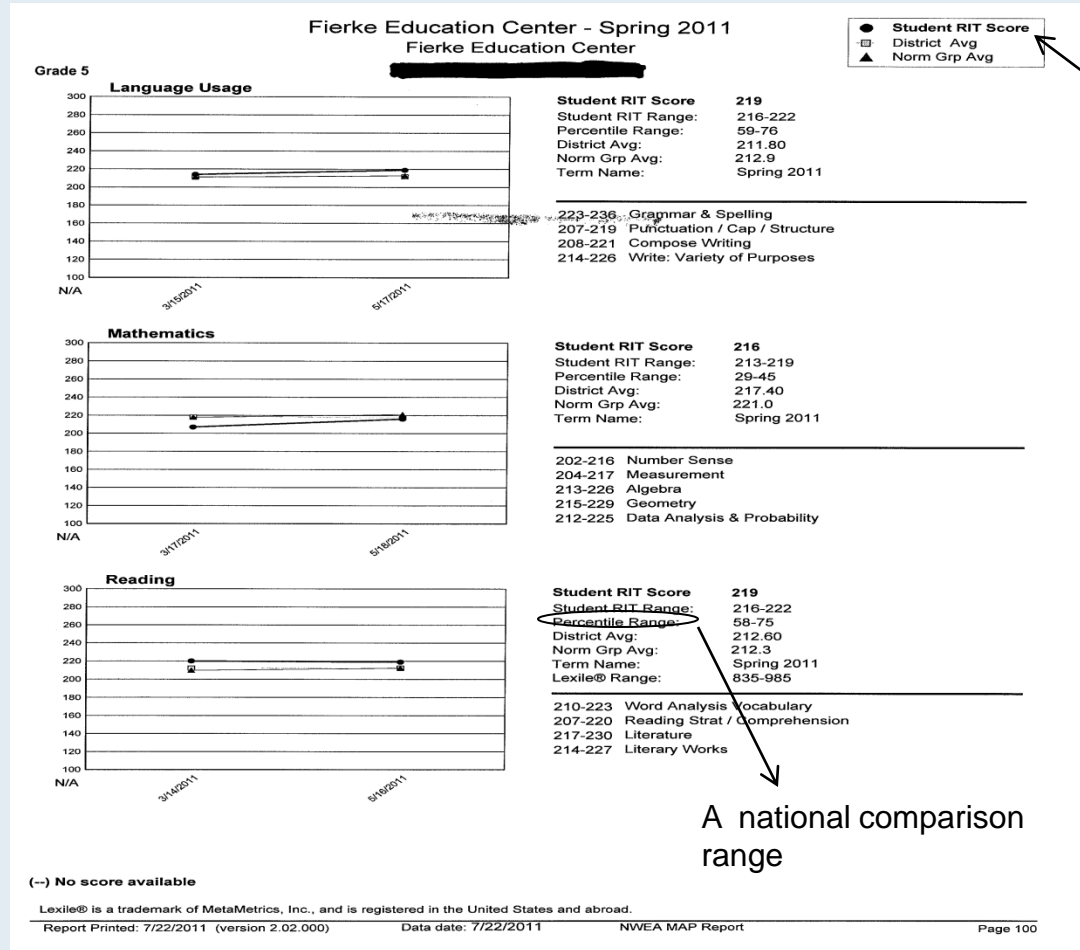 Fierke Education Center - Spring 2011
Fierke Education Center
Student RIT Score
District Avg
Norm Grp Avg
Grade 5
Language Usage
300
280
260
240
220
200
180
160
140
120
100
N/A
3/15/2011
5/17/2011
Student RIT Score 219
Student RIT Range: 216-222
Percentile Range: 59-76
District Avg: 211.80
Norm Grp Avg: 212.9
Term Name: Spring 2011
223-236 Grammar & Spelling
207-219 Punctuation / Cap / Structure
208-221 Compose Writing
214-226 Write: Variety of Purposes
Mathematics
300
280
260
240
220
200
180
160
140
120
100
N/A
3/17/2011
5/18/2011
Student RIT Score 216
Student RIT Range: 213-219
Percentile Range: 29-45
District Avg: 217.40
Norm Grp Avg: 221.0
Term Name: Spring 2011
202-216 Number Sense
204-217 Measurement
213-226 Algebra
215-229 Geometry
212-225 Data Analysis & Probability
Reading
300
280
260
240
220
200
180
160
140
120
100
N/A
3/14/2011
5/16/2011
Student RIT Score 219
Student RIT Range: 216-222
Percentile Range: 58-75
District Avg: 212.60
Norm Grp Avg: 212.3
Term Name: Spring 2011
Lexile® Range: 835-985
210-223 Word Analysis Vocabulary
207-220 Reading Strat / Comprehension
217-230 Literature
214-227 Literary Works
A national comparison
range
(--) No score available
Lexile® is a trademark of MetaMetrics, Inc., and is registered in the United States and abroad.
Report Printed: 7/22/2011 (version 2.02.000) Data date: 7/22/2011 NWEA MAP Report Page 100